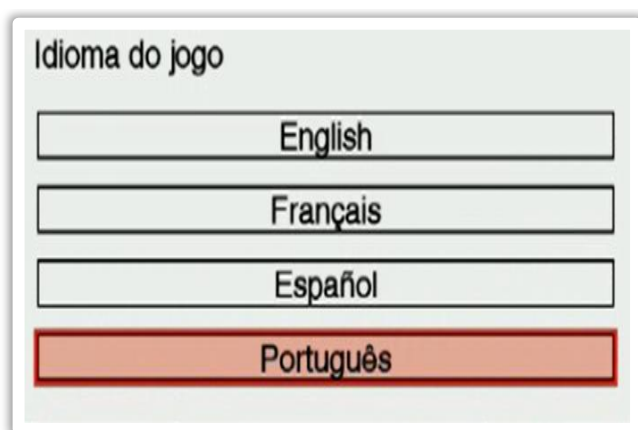 Idioma do jogo
English
Français
Español
Português